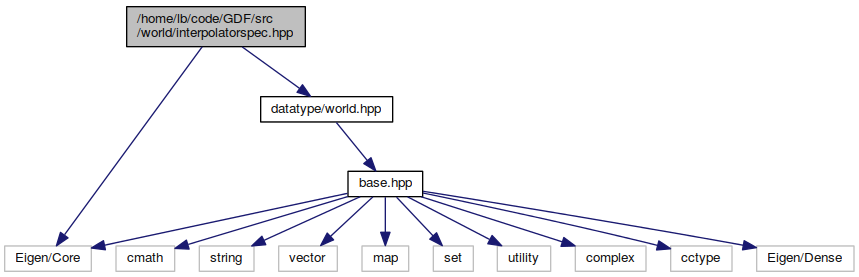 /home/lb/code/GDF/src
/world/interpolatorspec.hpp
datatype/world.hpp
base.hpp
Eigen/Core
cmath
string
vector
map
set
utility
complex
cctype
Eigen/Dense